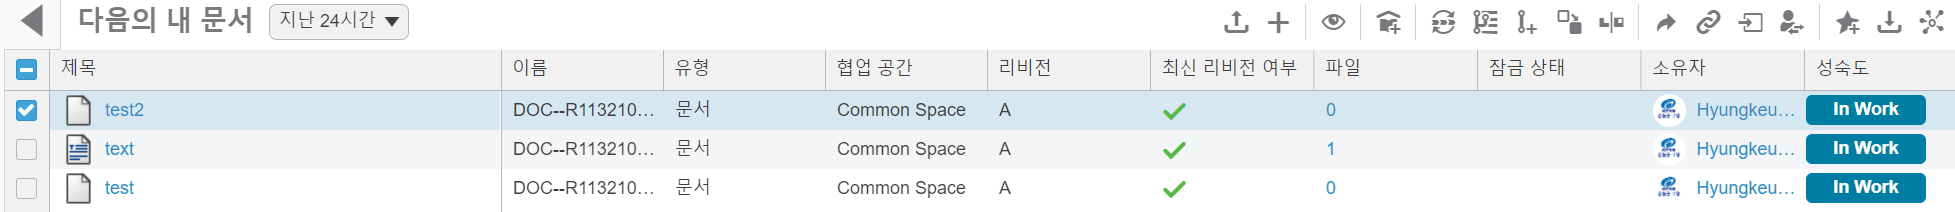 다음의 내 문서 지난 24시간
제목 이름 유형 협업 공간 리비전 최신 리비전 여부 파일 잠금 상태 소유자 성숙도
test2 DOC--R113210... 문서 Common Space A 0 Hyungkeu... In Work
text DOC--R113210... 문서 Common Space A 1 Hyungkeu... In Work
test DOC--R113210... 문서 Common Space A 0 Hyungkeu... In Work